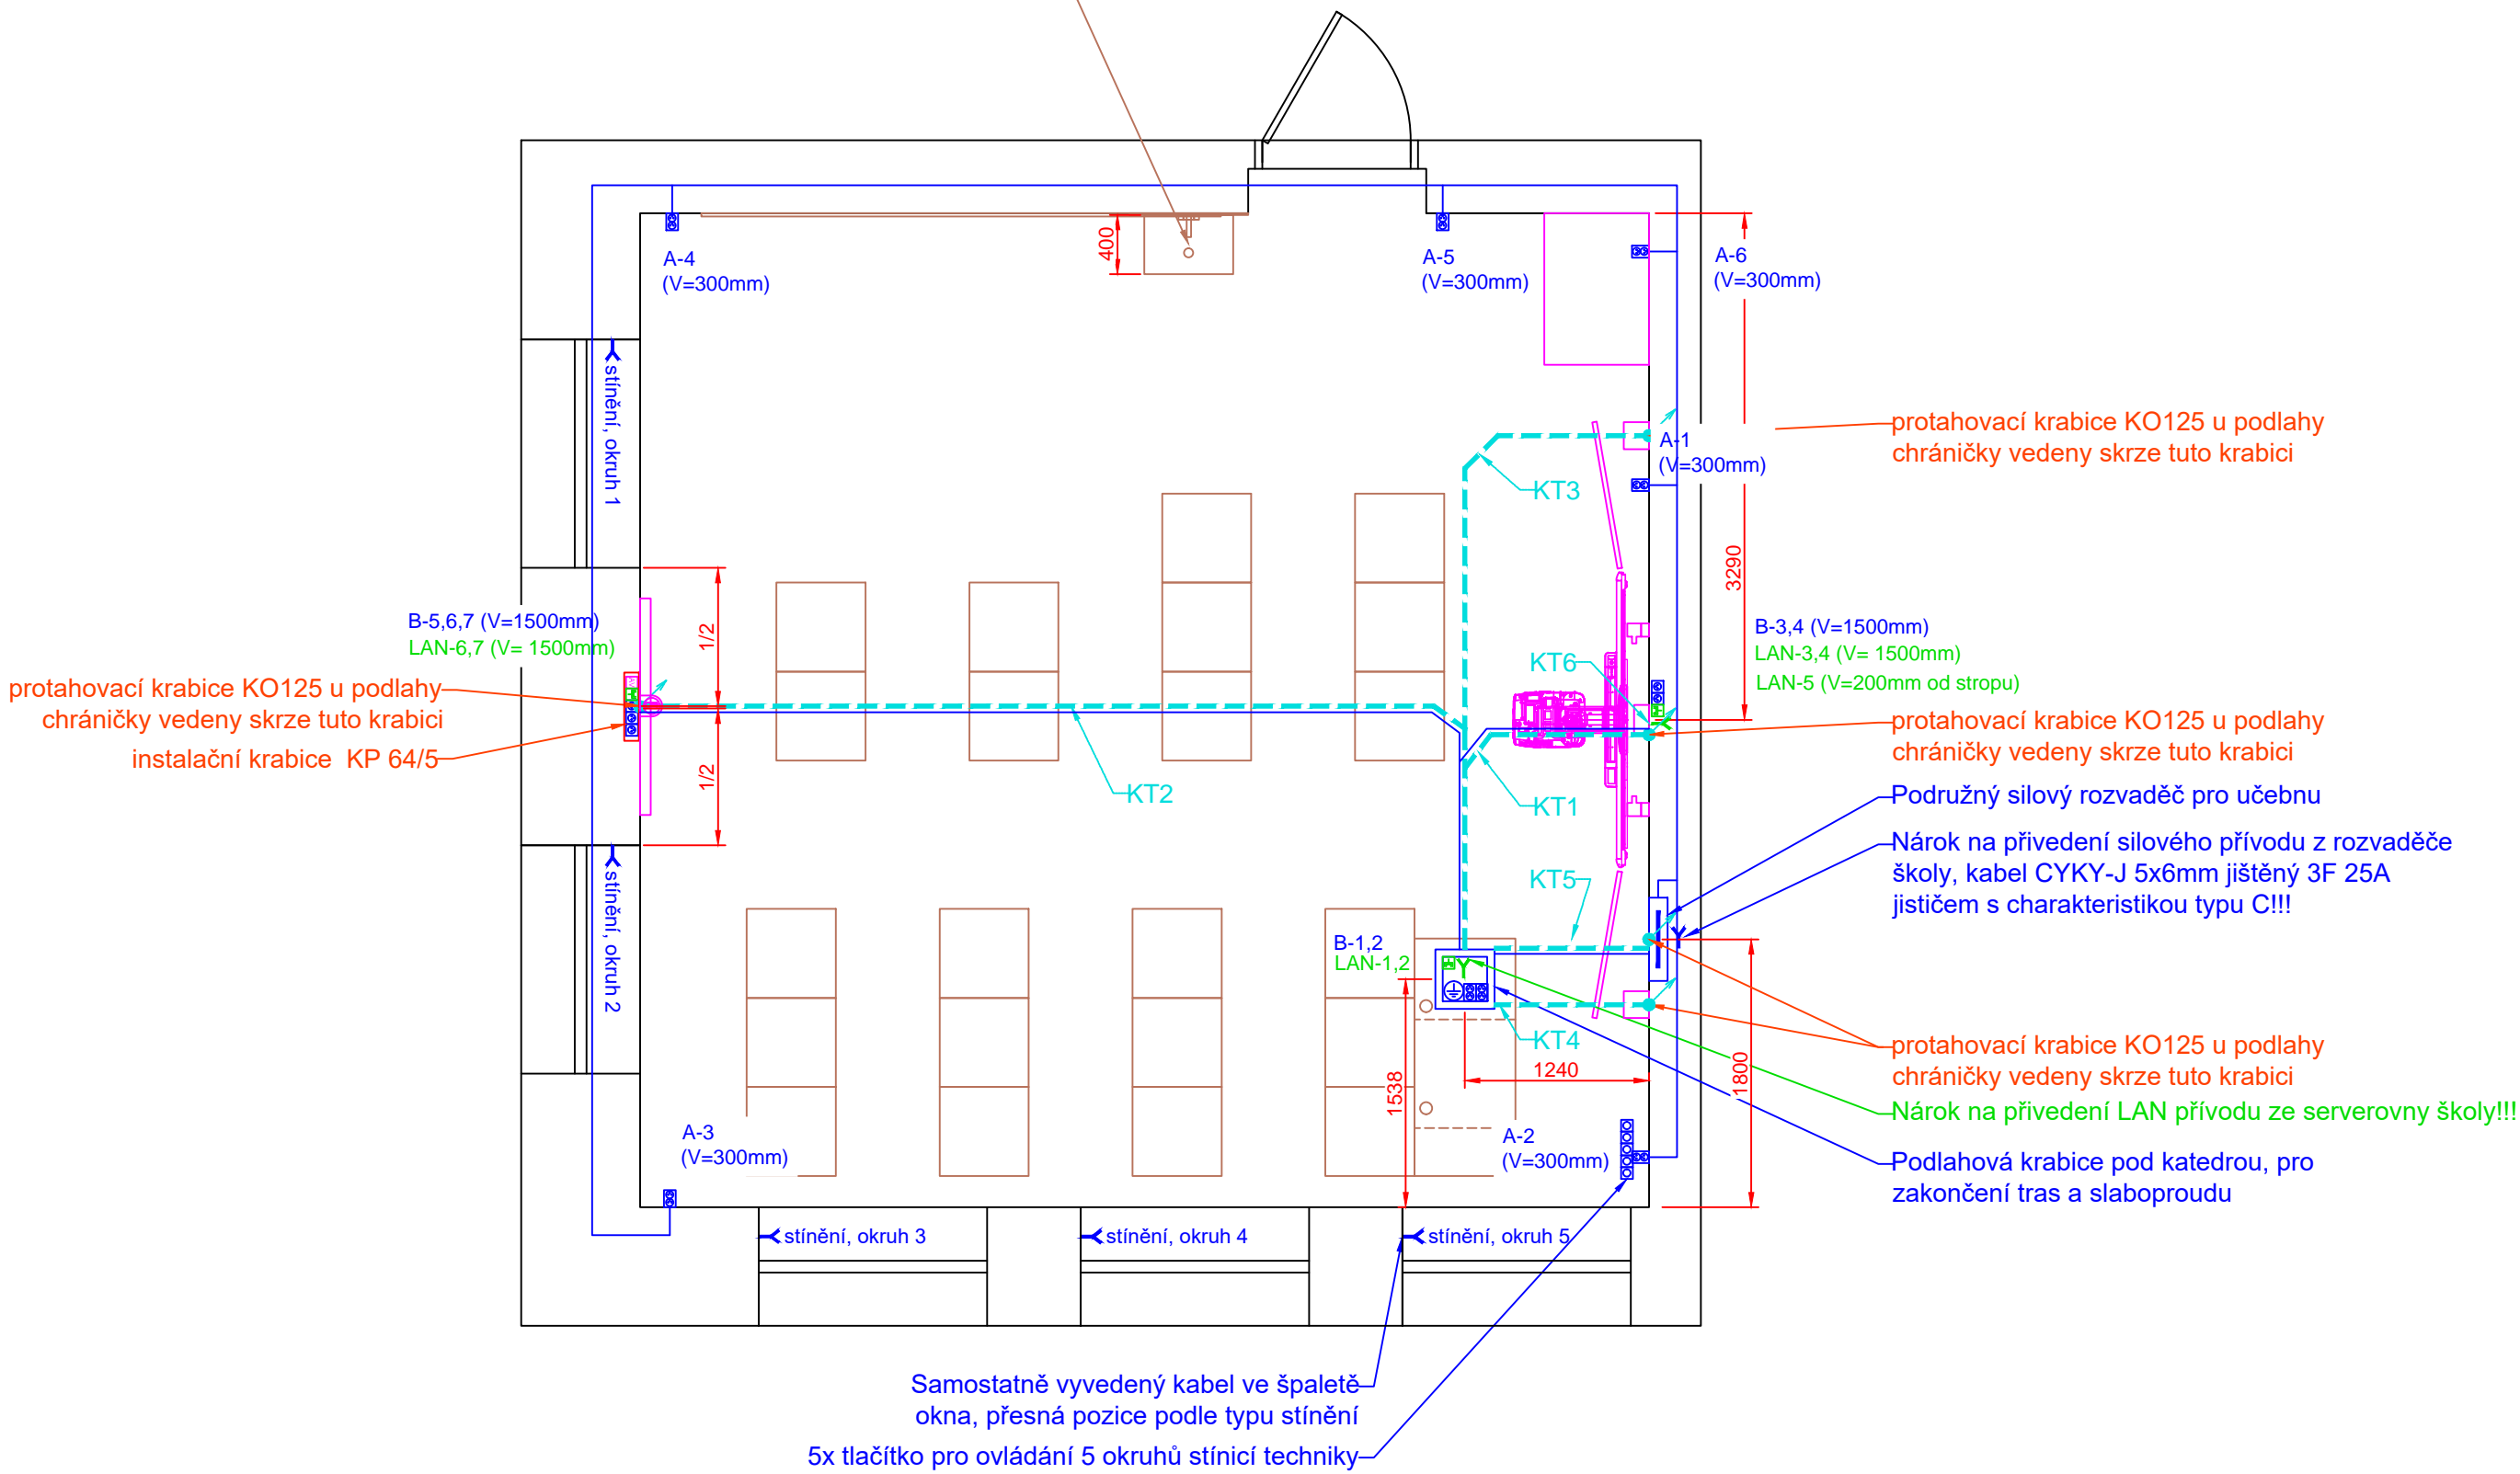 A-4
(V=300mm)
400
A-5
(V=300mm)
A-6
(V=300mm)
stínění, okruh 1
protahovací krabice KO125 u podlahy
chráničky vedeny skrze tuto krabici
A-1
(V=300mm)
KT3
3290
B-5,6,7 (V=1500mm)
LAN-6,7 (V= 1500mm)
1/2
B-3,4 (V=1500mm)
LAN-3,4 (V= 1500mm)
LAN-5 (V=200mm od stropu)
KT6
protahovací krabice KO125 u podlahy
chráničky vedeny skrze tuto krabici
instalační krabice  KP 64/5
1/2
KT2
KT1
protahovací krabice KO125 u podlahy
chráničky vedeny skrze tuto krabici
Podružný silový rozvaděč pro učebnu
Nárok na přivedení silového přívodu z rozvaděče
školy, kabel CYKY-J 5x6mm jištěný 3F 25A
jističem s charakteristikou typu C!!!
stínění, okruh 2
KT5
B-1,2
LAN-1,2
KT4
1240
1538
1800
protahovací krabice KO125 u podlahy
chráničky vedeny skrze tuto krabici
Nárok na přivedení LAN přívodu ze serverovny školy!!!
Podlahová krabice pod katedrou, pro
zakončení tras a slaboproudu
A-3
(V=300mm)
A-2
(V=300mm)
stínění, okruh 3
stínění, okruh 4
stínění, okruh 5
Samostatně vyvedený kabel ve špaletě
okna, přesná pozice podle typu stínění
5x tlačítko pro ovládání 5 okruhů stínicí techniky